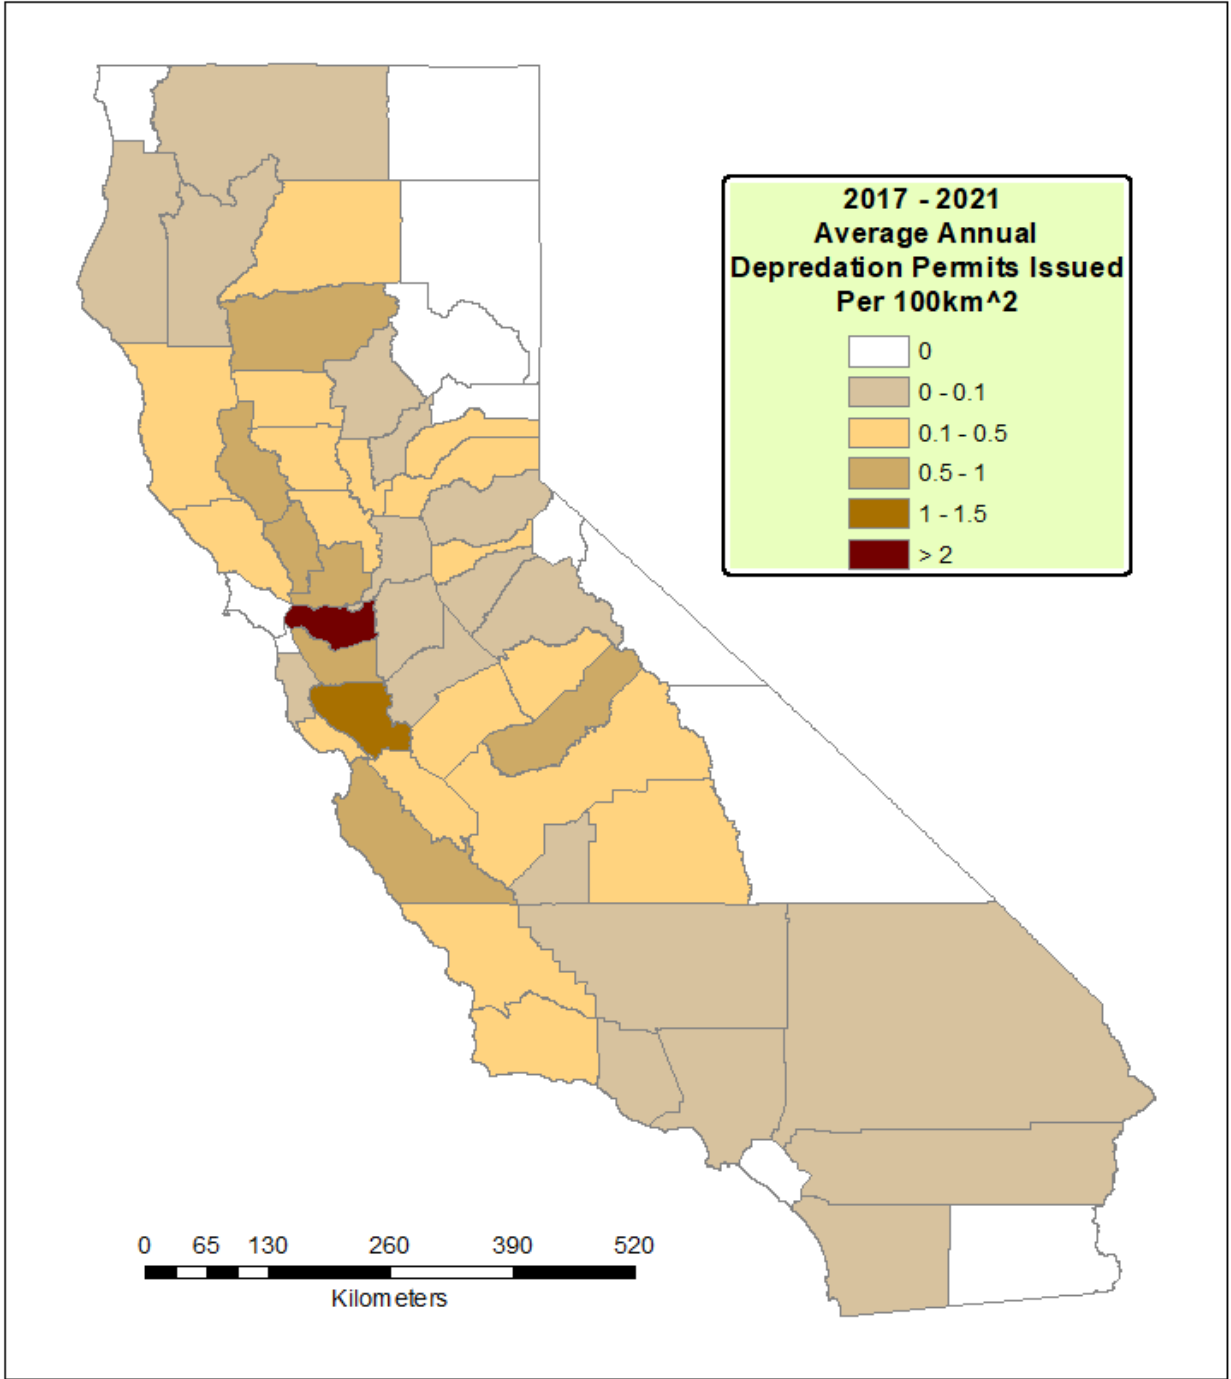 2017 - 2021
Average Annual
Depredation Permits Issued
Per 100km^2
0
0 - 0.1
0.1 - 0.5
0.5 - 1
1 - 1.5
> 2
0 65 130 260 390 520
Kilometers